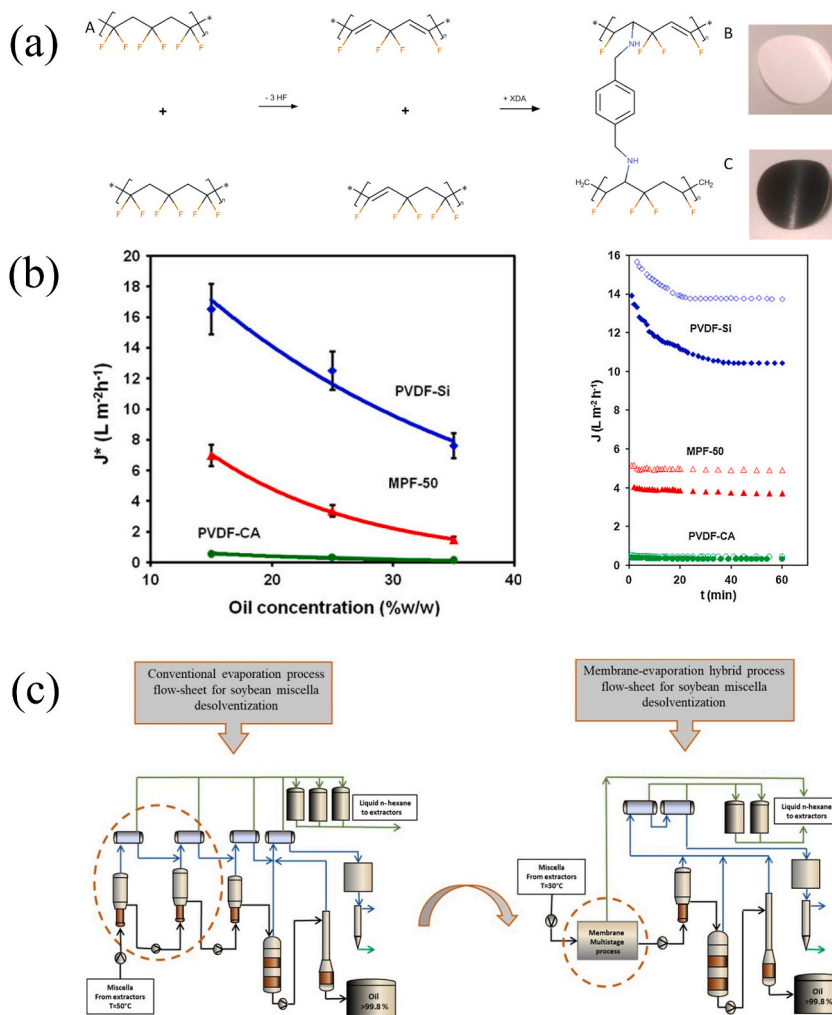 (a)
A
* n *
F F F F F F
+
* n *
F F F F F F
- 3 HF
* n *
F F F F
+
* n *
F F F F F
+ XDA
* n *
F NH F F F
NH
H₂C n CH₂
F F F F
B
C
(b)
J* (L m⁻²h⁻¹)
20
18
16
14
12
10
8
6
4
2
0
PVDF-Si
MPF-50
PVDF-CA
10 20 30 40
Oil concentration (%w/w)
J (L m⁻²h⁻¹)
16
14
12
10
8
6
4
2
0
PVDF-Si
MPF-50
PVDF-CA
0 20 40 60
t (min)
(c)
Conventional evaporation process
flow-sheet for soybean miscella
desolventization
Liquid n-hexane
to extractors
Miscella
From extractors
T=50°C
Oil
>99.8 %
Membrane-evaporation hybrid process
flow-sheet for soybean miscella
desolventization
Liquid n-hexane
to extractors
Miscella
From extractors
T=30°C
Membrane
Multistage
process
Oil
>99.8 %